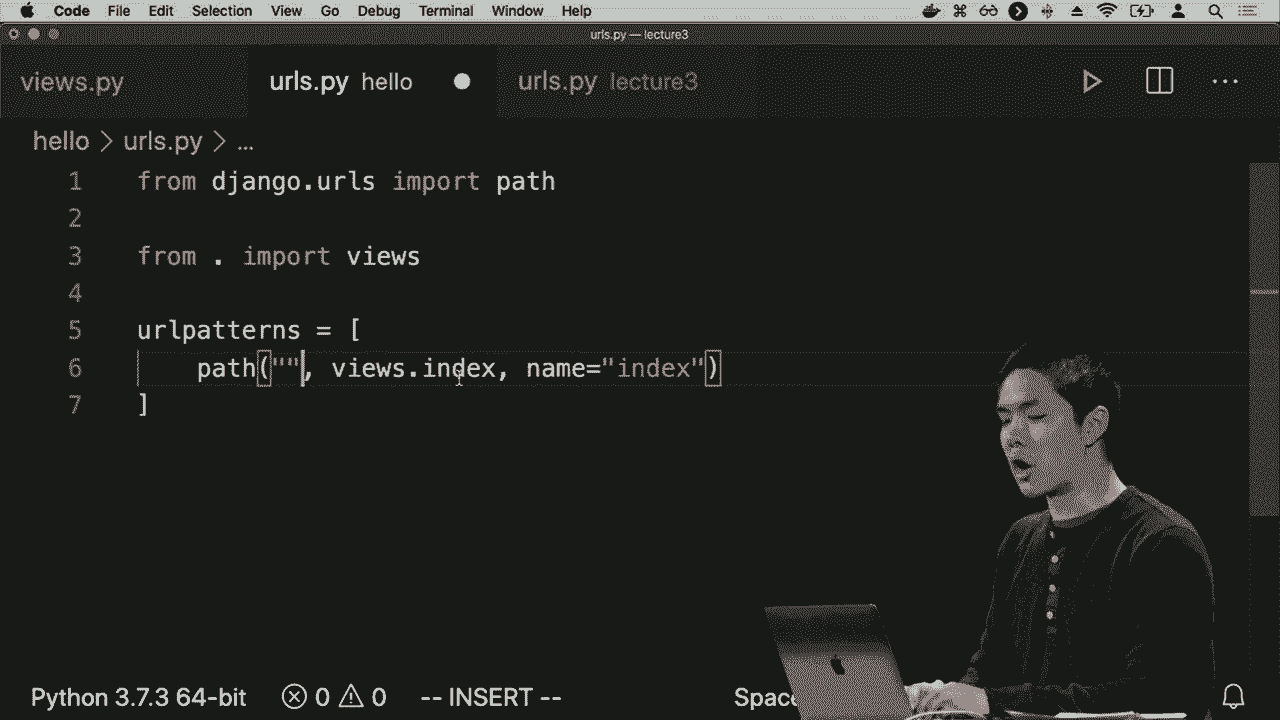 Code File Edit Selection View Go Debug Terminal Window Help
urls.py — lecture3
views.py urls.py hello urls.py lecture3
hello > urls.py > ...
1 from django.urls import path
2
3 from . import views
4
5 urlpatterns = [
6 path("", views.index, name="index")
7 ]
Python 3.7.3 64-bit 0 0 -- INSERT --